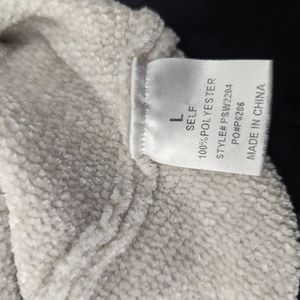 L
SELF
100%POLYESTER
STYLE# PSW2204
PO#P6206
MADE IN CHINA